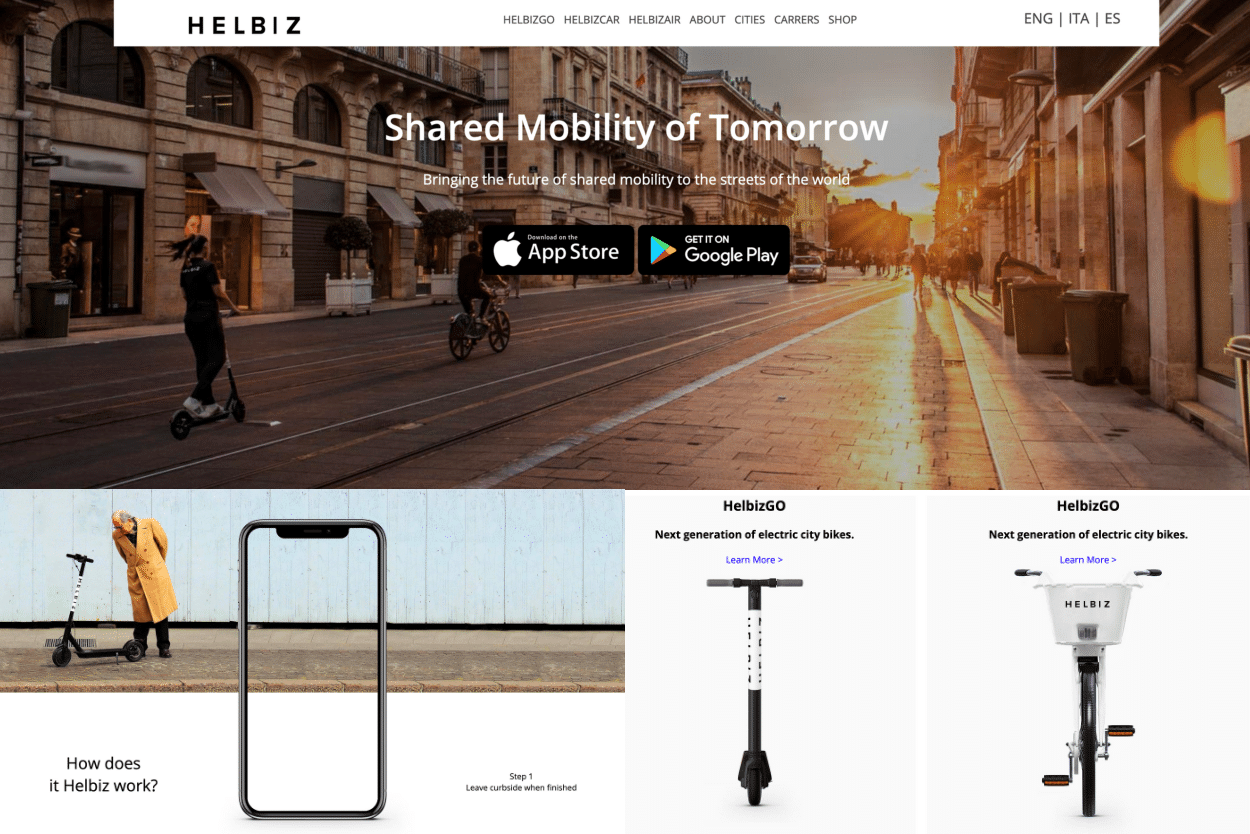 HELBIZ
HELBIZGO HELBIZCAR HELBIZAIR ABOUT CITIES CARRERS SHOP
ENG | ITA | ES
Shared Mobility of Tomorrow
Bringing the future of shared mobility to the streets of the world
Download on the
App Store
GET IT ON
Google Play
HELBIZ
How does
it Helbiz work?
Step 1
Leave curbside when finished
HelbizGO
Next generation of electric city bikes.
Learn More >
HelbizGO
Next generation of electric city bikes.
Learn More >
HELBIZ